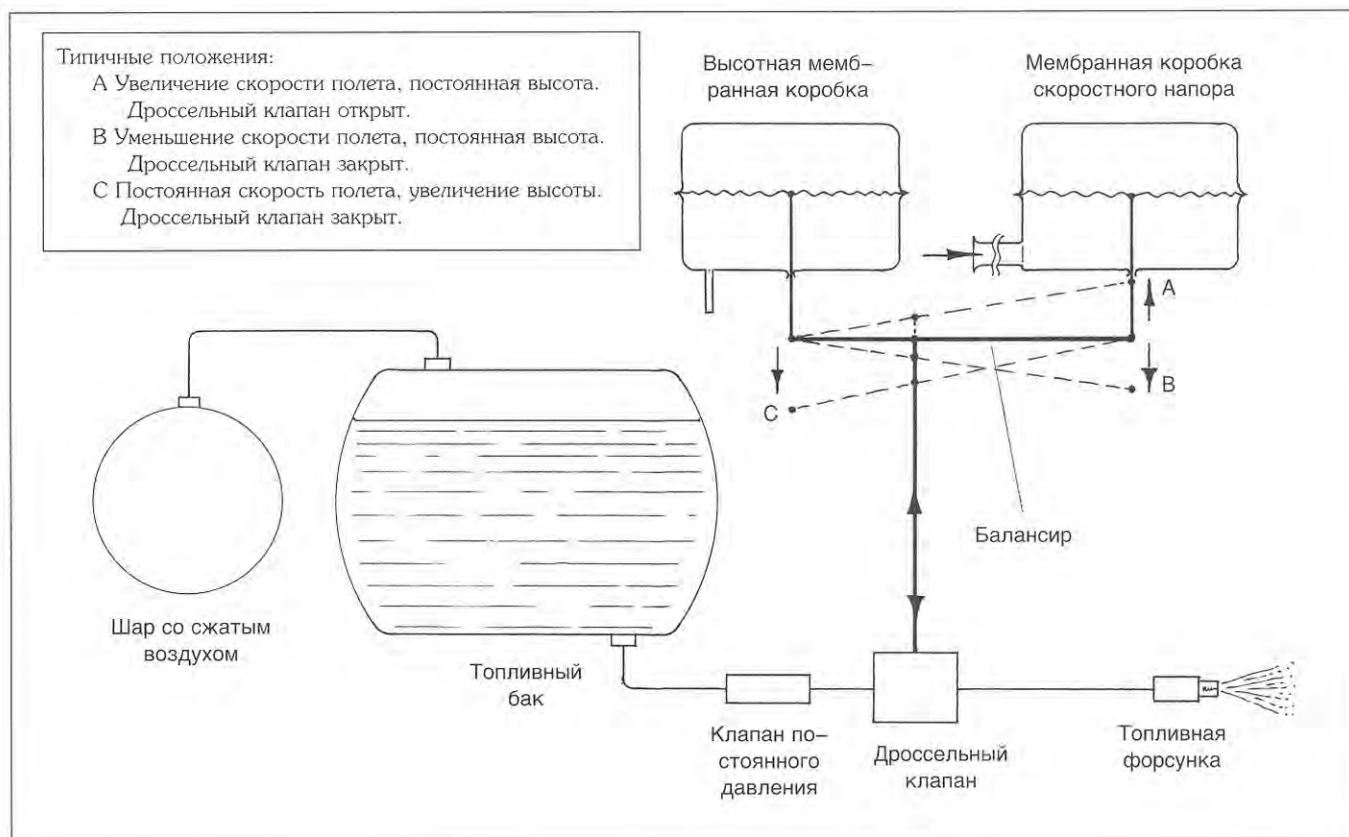 Типичные положения:
А Увеличение скорости полета, постоянная высота.
Дроссельный клапан открыт.
В Уменьшение скорости полета, постоянная высота.
Дроссельный клапан закрыт.
С Постоянная скорость полета, увеличение высоты.
Дроссельный клапан закрыт.
Высотная мемб-
ранная коробка
Мембранная коробка
скоростного напора
А
В
С
Балансир
Шар со сжатым
воздухом
Топливный
бак
Клапан по-
стоянного
давления
Дроссельный
клапан
Топливная
форсунка